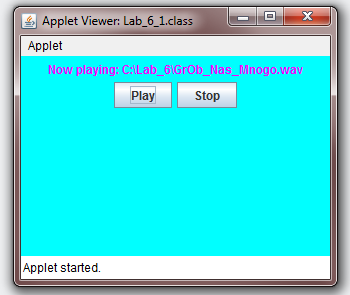 Applet Viewer: Lab_6_1.class
Applet
Now playing: C:\Lab_6\GrOb_Nas_Mnogo.wav
Play Stop
Applet started.